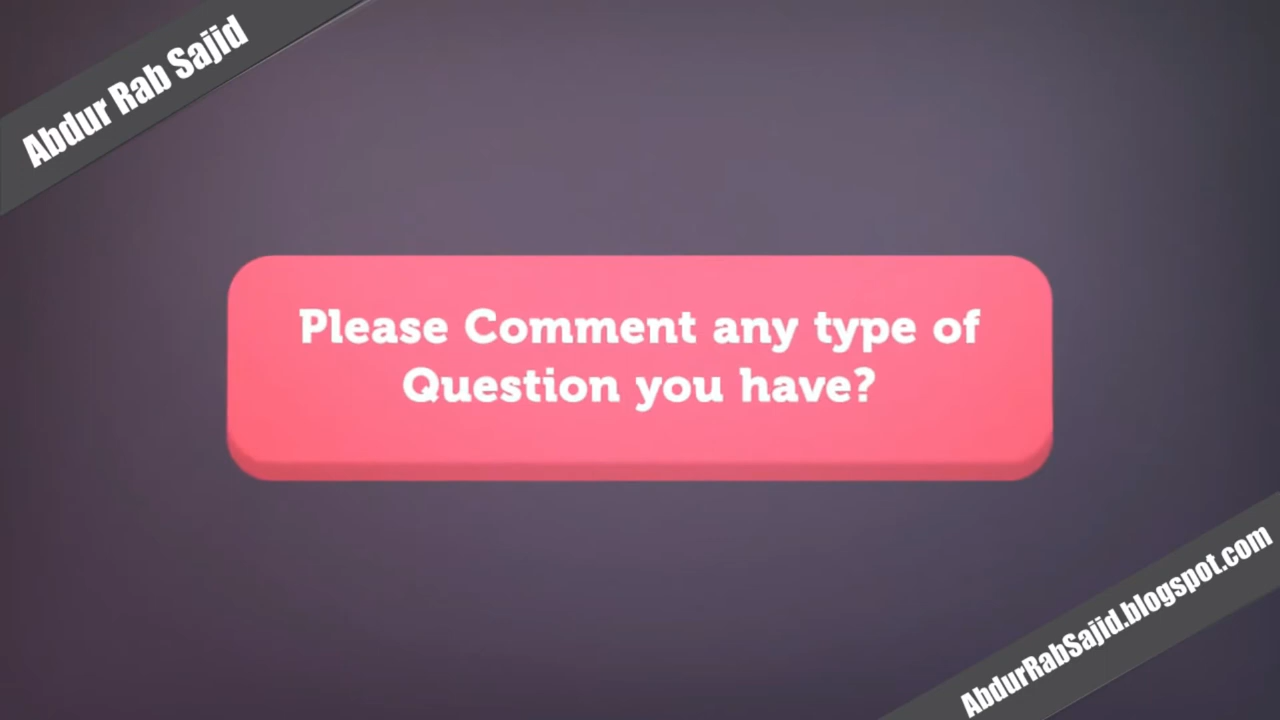 Abdur Rab Sajid
Please Comment any type of
Question you have?
AbdurRabSajid.blogspot.com